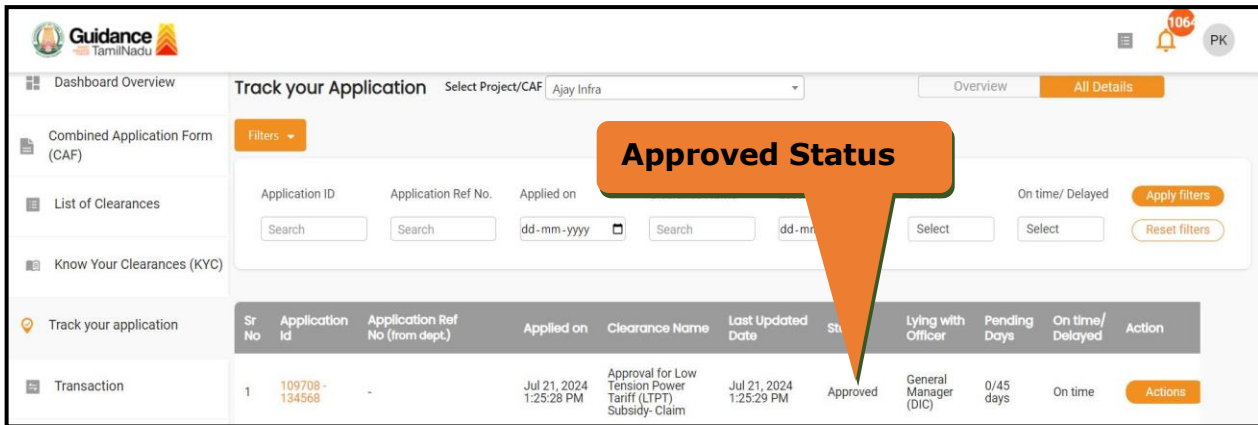 Guidance
TamilNadu
1064
PK
Dashboard Overview
Track your Application
Select Project/CAF
Ajay Infra
Overview
All Details
Combined Application Form
(CAF)
Filters
Approved Status
List of Clearances
Application ID
Application Ref No.
Applied on
On time/ Delayed
Apply filters
Search
Search
dd-mm-yyyy
Search
Select
Select
Reset filters
Know Your Clearances (KYC)
Track your application
Sr
No
Application
Id
Application Ref
No (from dept.)
Applied on
Clearance Name
Last Updated
Date
Lying with
Officer
Pending
Days
On time/
Delayed
Action
Transaction
1
109708 -
134568
-
Jul 21, 2024
1:25:28 PM
Approval for Low
Tension Power
Tariff (LTPT)
Subsidy- Claim
Jul 21, 2024
1:25:29 PM
Approved
General
Manager
(DIC)
0/45
days
On time
Actions